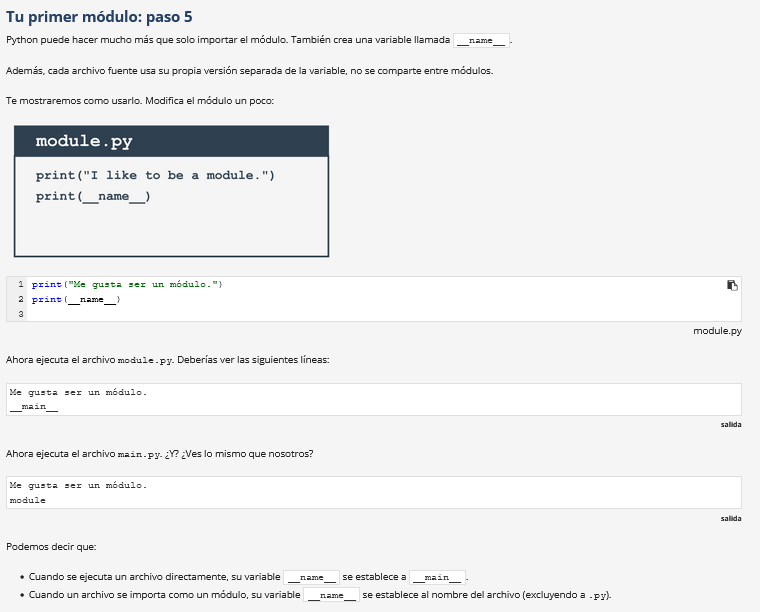 Tu primer módulo: paso 5
Python puede hacer mucho más que solo importar el módulo. También crea una variable llamada __name__.
Además, cada archivo fuente usa su propia versión separada de la variable, no se comparte entre módulos.
Te mostraremos como usarlo. Modifica el módulo un poco:
module.py
print("I like to be a module.")
print(__name__)
1 print("Me gusta ser un módulo.")
2 print(__name__)
3
module.py
Ahora ejecuta el archivo module.py. Deberías ver las siguientes líneas:
Me gusta ser un módulo.
__main__
salida
Ahora ejecuta el archivo main.py. ¿Y? ¿Ves lo mismo que nosotros?
Me gusta ser un módulo.
module
salida
Podemos decir que:
• Cuando se ejecuta un archivo directamente, su variable __name__ se establece a __main__.
• Cuando un archivo se importa como un módulo, su variable __name__ se establece al nombre del archivo (excluyendo a .py).